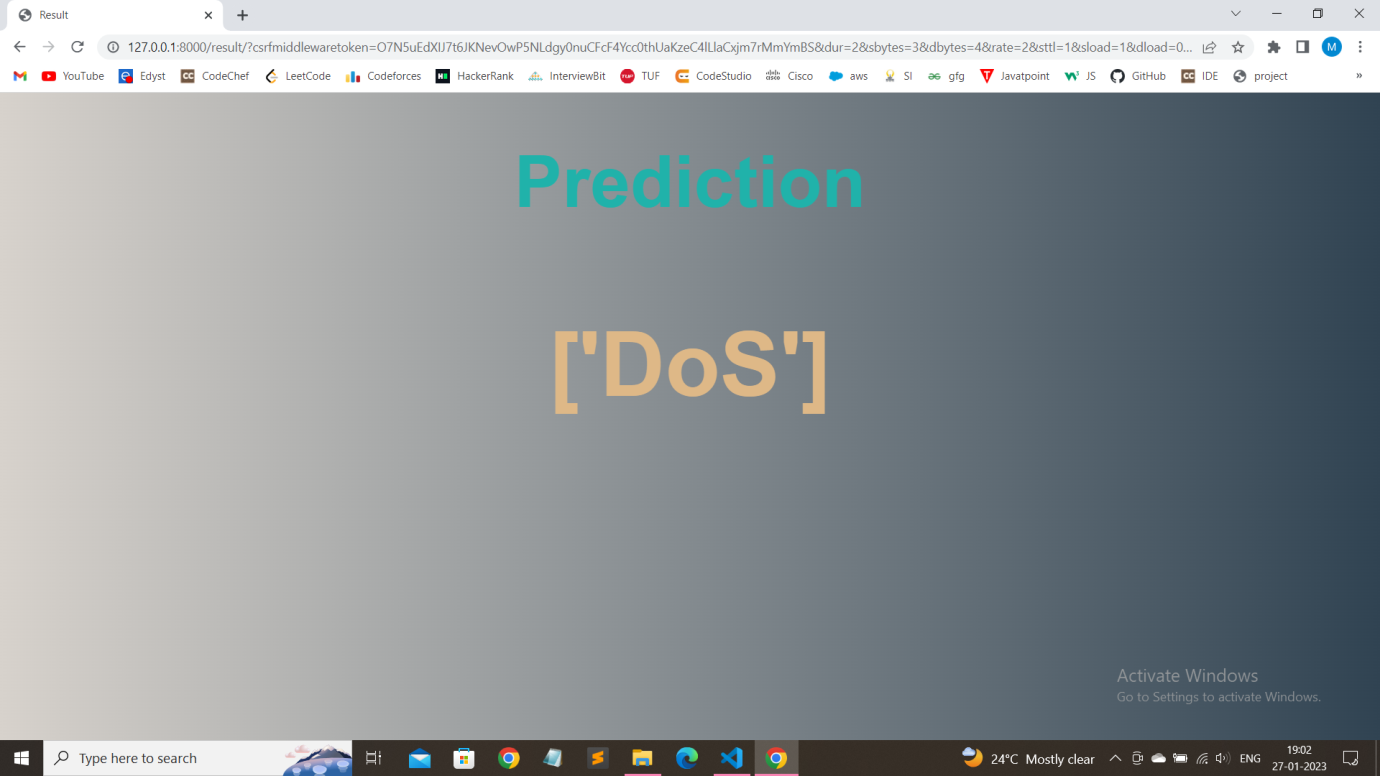 Result
127.0.0.1:8000/result/?csrfmiddlewaretoken=O7N5uEdXIJ7t6JKNevOwP5NLdgy0nuCFcF4Ycc0thUaKzeC4lLlaCxjm7rMmYmBS&dur=2&sbytes=3&dbytes=4&rate=2&sttl=1&sload=1&dload=0...
M
YouTube Edyst CodeChef LeetCode Codeforces HackerRank InterviewBit TUF CodeStudio Cisco aws SI gfg Javatpoint JS GitHub IDE project »
Prediction
['DoS']
Activate Windows
Go to Settings to activate Windows.
Type here to search
24°C Mostly clear
ENG
19:02
27-01-2023